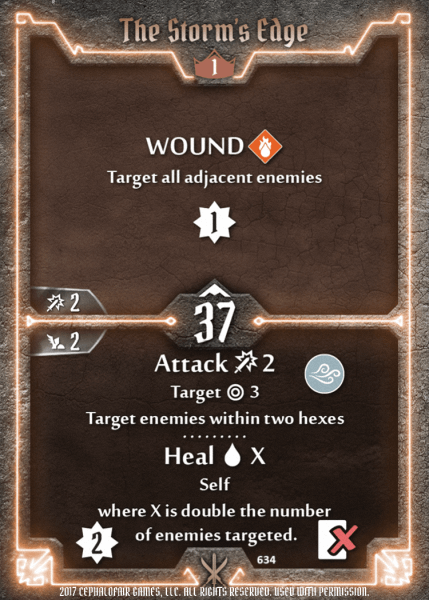 The Storm's Edge
1
WOUND
Target all adjacent enemies
1
2
37
2
Attack 2
Target 3
Target enemies within two hexes
Heal X
Self
where X is double the number
of enemies targeted.
2
634
2017 CEPHALOFAIR GAMES, LLC. ALL RIGHTS RESERVED. USED WITH PERMISSION.